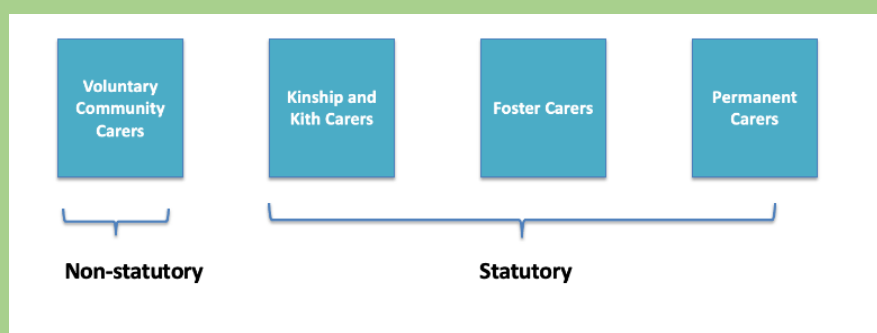 Voluntary
Community
Carers
Kinship and
Kith Carers
Foster Carers
Permanent
Carers
Non-statutory
Statutory